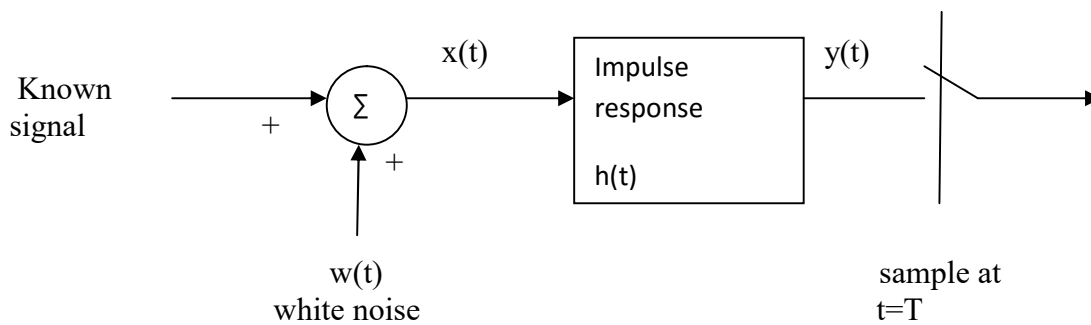 x(t)
y(t)
Impulse
response
h(t)
Known
signal
Σ
+
+
w(t)
white noise
sample at
t=T